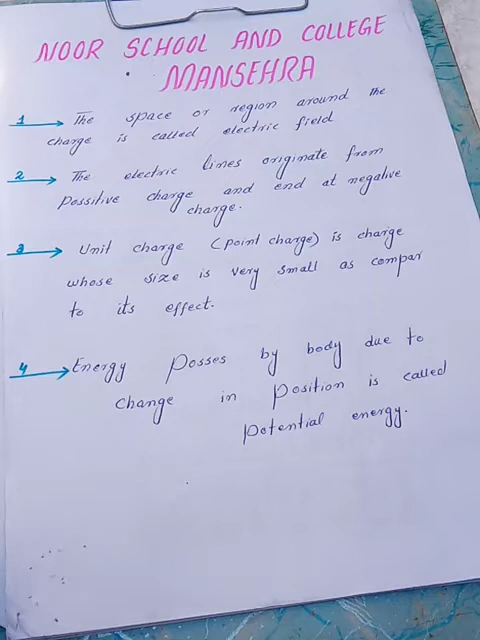 NOOR SCHOOL AND COLLEGE
MANSEHRA
1 → The space or region around the
charge is called electric field
2 → The electric lines originate from
Possitive charge and end at negative
charge.
3 → Unit charge (point charge) is charge
whose size is very small as compar
to its effect.
4 → Energy Posses by body due to
change in Position is called
Potential energy.